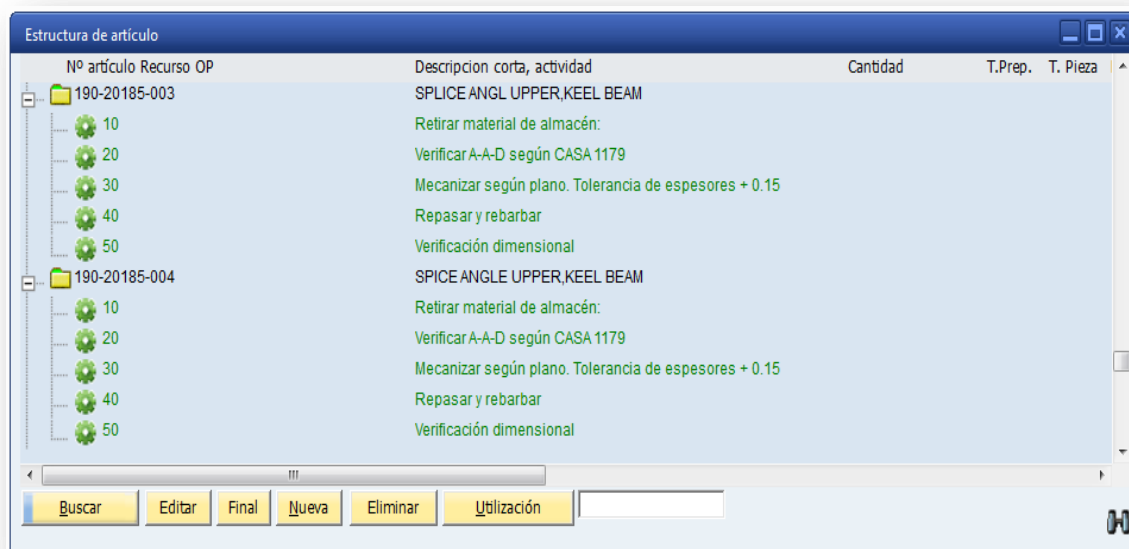 Estructura de artículo
Nº artículo Recurso OP Descripcion corta, actividad Cantidad T.Prep. T. Pieza
190-20185-003 SPLICE ANGL UPPER,KEEL BEAM
10 Retirar material de almacén:
20 Verificar A-A-D según CASA 1179
30 Mecanizar según plano. Tolerancia de espesores + 0.15
40 Repasar y rebarbar
50 Verificación dimensional
190-20185-004 SPICE ANGLE UPPER,KEEL BEAM
10 Retirar material de almacén:
20 Verificar A-A-D según CASA 1179
30 Mecanizar según plano. Tolerancia de espesores + 0.15
40 Repasar y rebarbar
50 Verificación dimensional
Buscar Editar Final Nueva Eliminar Utilización